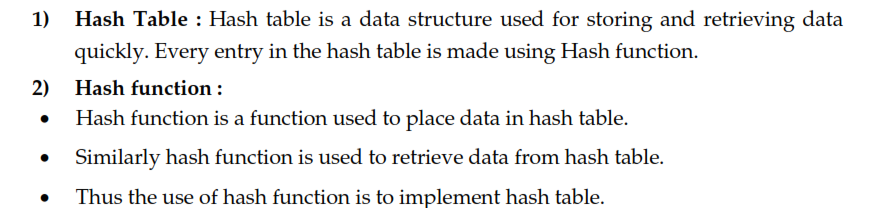 1) Hash Table : Hash table is a data structure used for storing and retrieving data
quickly. Every entry in the hash table is made using Hash function.
2) Hash function :
• Hash function is a function used to place data in hash table.
• Similarly hash function is used to retrieve data from hash table.
• Thus the use of hash function is to implement hash table.